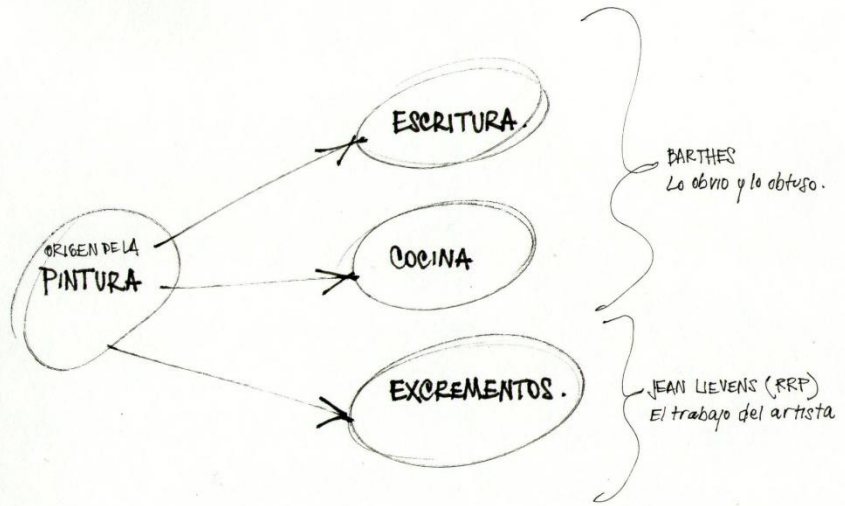 ORIGEN DE LA
PINTURA
ESCRITURA.
COCINA
EXCREMENTOS.
BARTHES
Lo obvio y lo obtuso.
JEAN LIEVENS (RRP)
El trabajo del artista